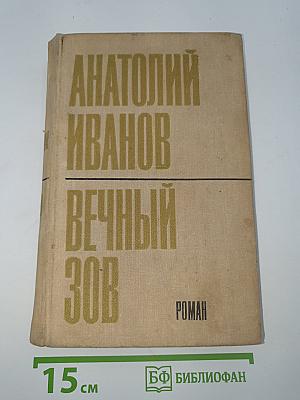 АНАТОЛИЙ
ИВАНОВ
ВЕЧНЫЙ
ЗОВ
РОМАН
15 см
БФ БИБЛИОФАН